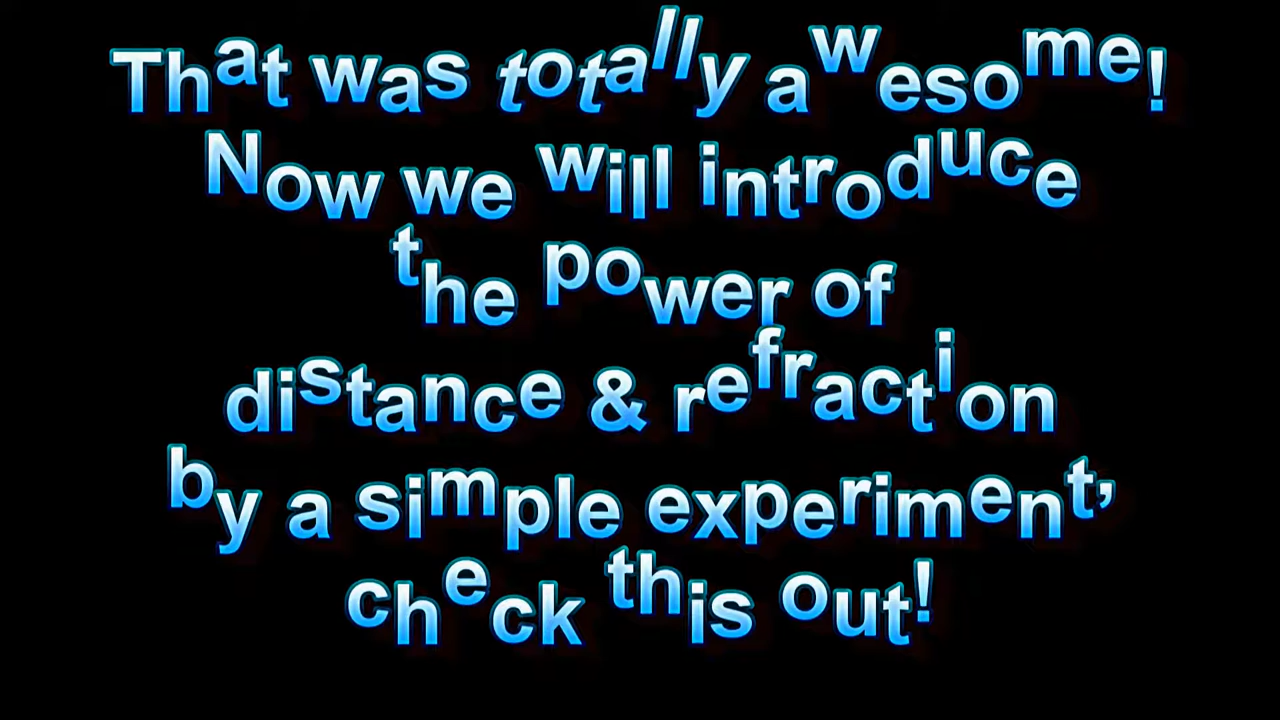 That was totally awesome!
Now we will introduce
the power of
distance & refraction
by a simple experiment,
check this out!